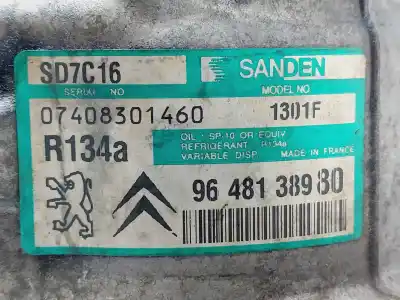 SD7C16
SANDEN
SERIAL NO
MODEL NO
07408301460
1301F
R134a
OIL : SP-10 OR EQUIV
REFRIGERANT R134a
VARIABLE DISP. MADE IN FRANCE
96 481 389 80